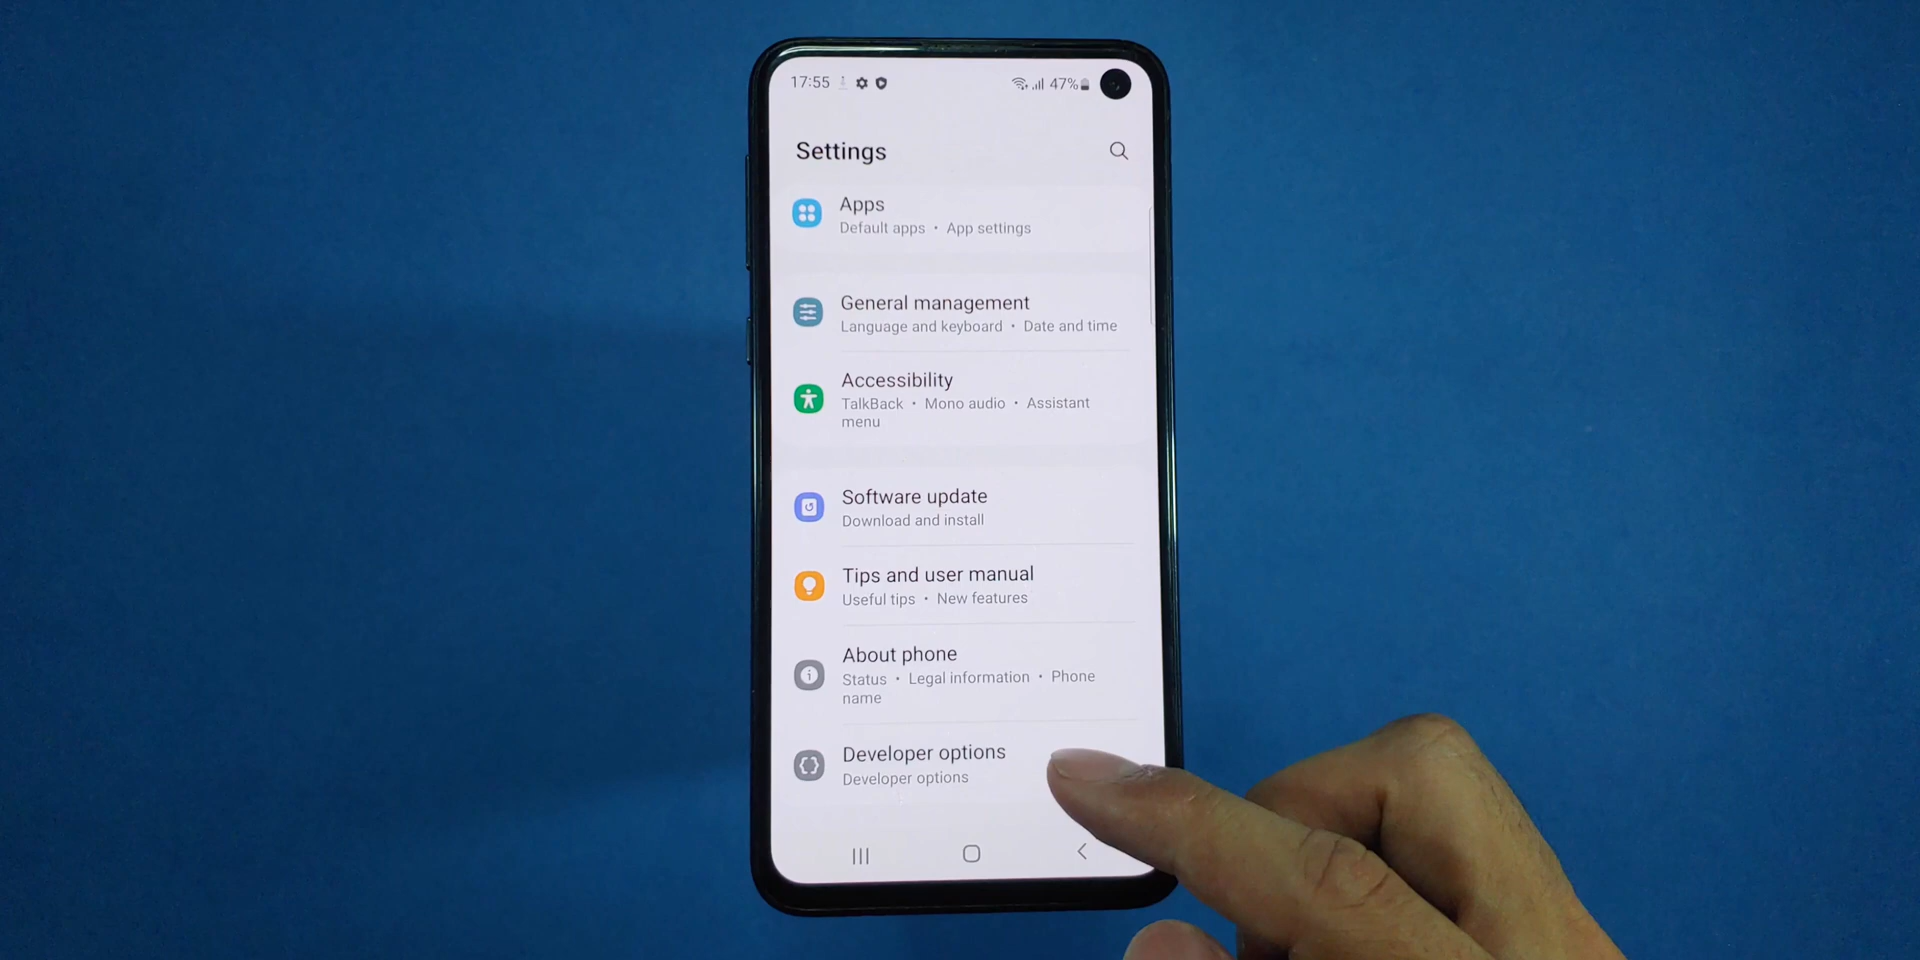 17:55 47%
Settings
Apps
Default apps • App settings
General management
Language and keyboard • Date and time
Accessibility
TalkBack • Mono audio • Assistant
menu
Software update
Download and install
Tips and user manual
Useful tips • New features
About phone
Status • Legal information • Phone
name
Developer options
Developer options